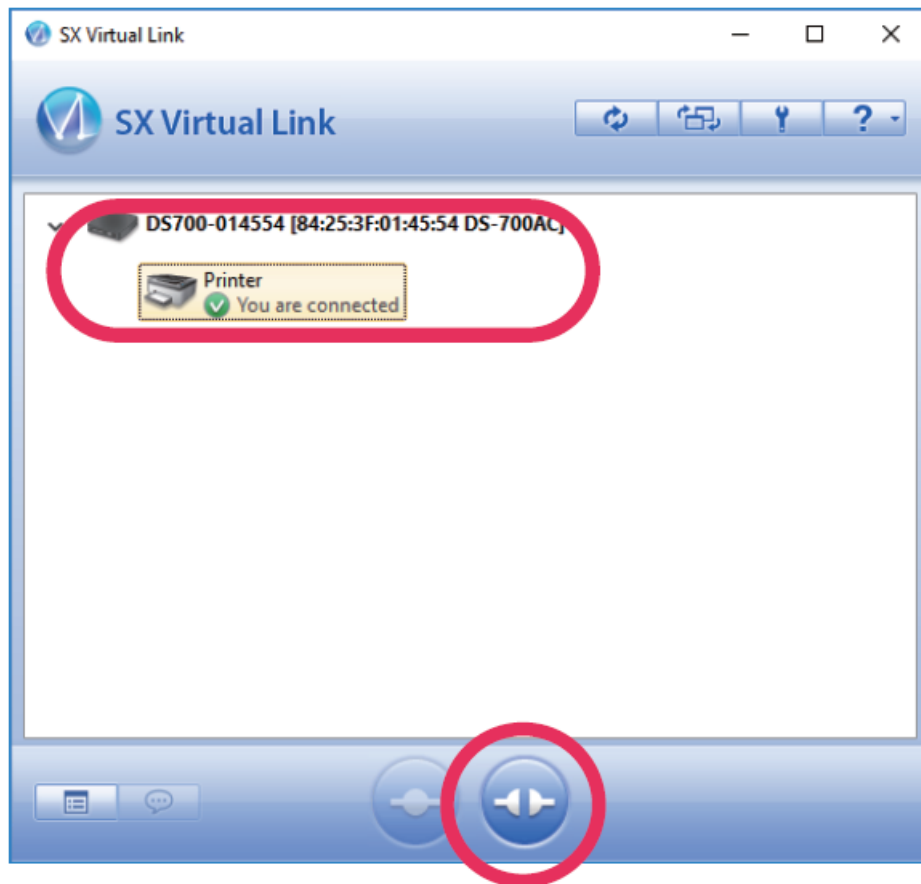 SX Virtual Link
SX Virtual Link
?
DS700-014554 [84:25:3F:01:45:54 DS-700AC]
Printer
You are connected